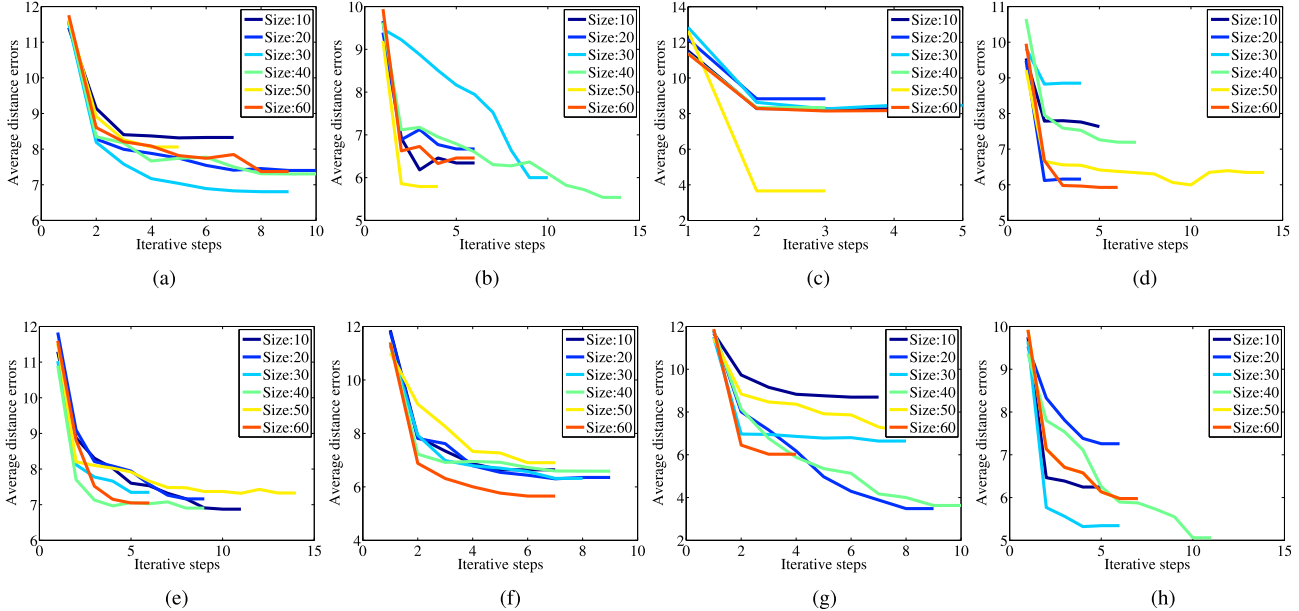 12
11
10
9
8
7
6
0
2
4
6
8
10
Average distance errors
Iterative steps
Size:10
Size:20
Size:30
Size:40
Size:50
Size:60
(a)
10
9
8
7
6
5
0
5
10
15
Average distance errors
Iterative steps
Size:10
Size:20
Size:30
Size:40
Size:50
Size:60
(b)
14
12
10
8
6
4
2
1
2
3
4
5
Average distance errors
Iterative steps
Size:10
Size:20
Size:30
Size:40
Size:50
Size:60
(c)
11
10
9
8
7
6
5
0
5
10
15
Average distance errors
Iterative steps
Size:10
Size:20
Size:30
Size:40
Size:50
Size:60
(d)
12
11
10
9
8
7
6
0
5
10
15
Average distance errors
Iterative steps
Size:10
Size:20
Size:30
Size:40
Size:50
Size:60
(e)
12
10
8
6
4
0
2
4
6
8
10
Average distance errors
Iterative steps
Size:10
Size:20
Size:30
Size:40
Size:50
Size:60
(f)
12
10
8
6
4
2
0
2
4
6
8
10
Average distance errors
Iterative steps
Size:10
Size:20
Size:30
Size:40
Size:50
Size:60
(g)
10
9
8
7
6
5
0
5
10
15
Average distance errors
Iterative steps
Size:10
Size:20
Size:30
Size:40
Size:50
Size:60
(h)